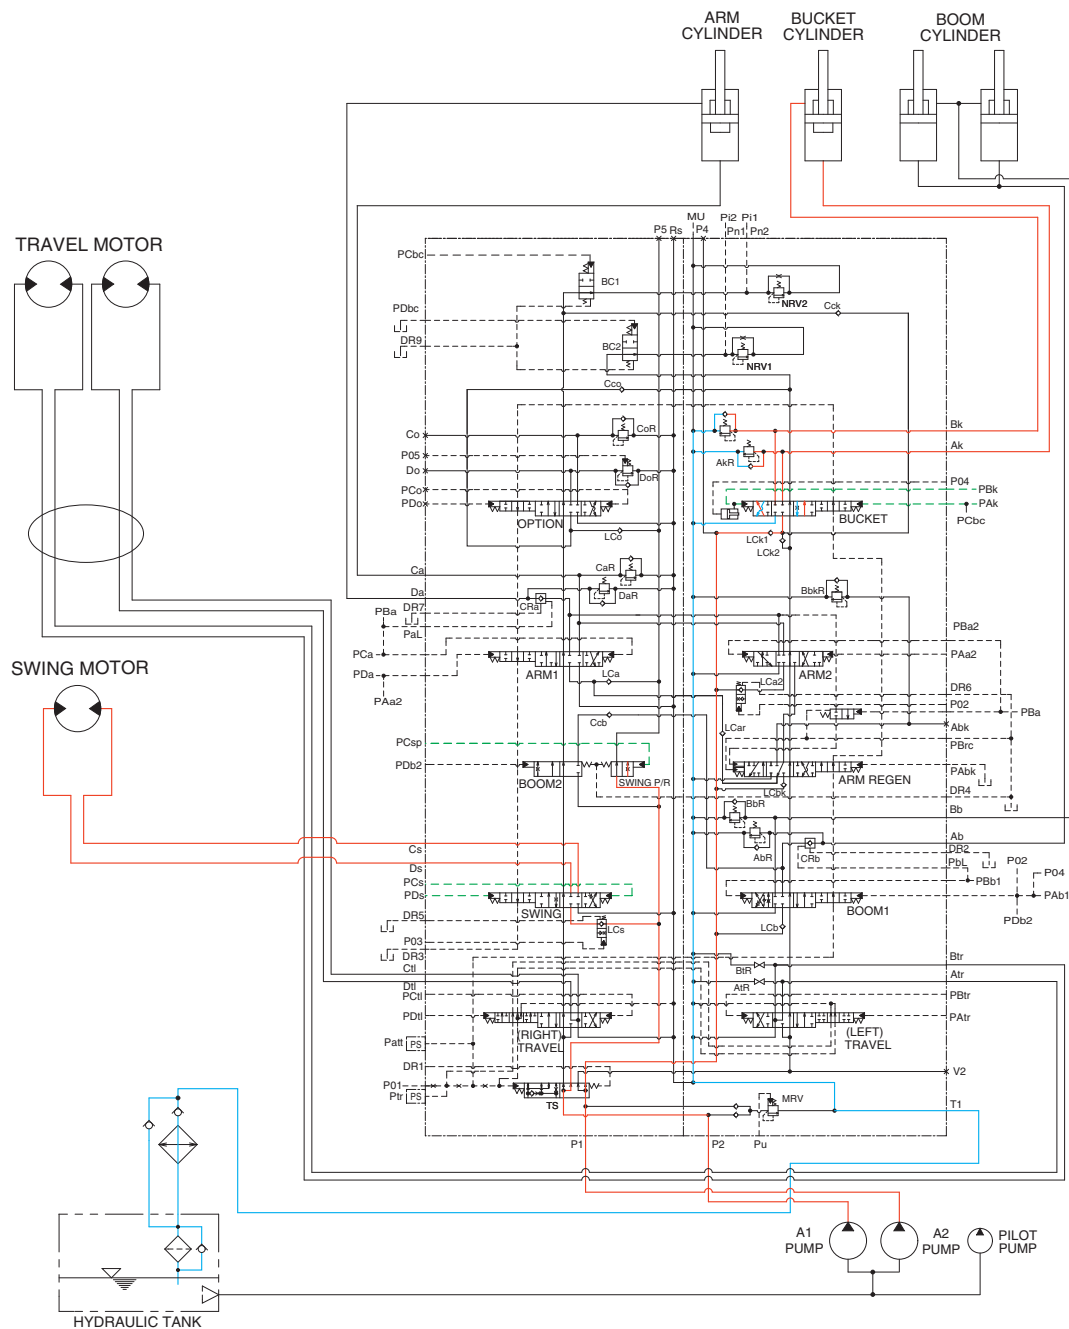 ARM
CYLINDER
BUCKET
CYLINDER
BOOM
CYLINDER
TRAVEL MOTOR
MU
Pi2
Pi1
P5
Rs
P4
Pn1
Pn2
PCbc
BC1
NRV2
Cck
PDbc
DR9
BC2
NRV1
Cco
Co
CoR
Bk
P05
Ak
Do
DoR
AkR
P04
PCo
PBk
PDo
PAk
OPTION
BUCKET
PCbc
LCo
LCk1
LCk2
Ca
CaR
Da
DaR
BbkR
CRa
DR7
PBa
PaL
PBa2
PCa
PAa2
PDa
ARM1
ARM2
SWING MOTOR
LCa
LCa2
DR6
PAa2
P02
PBa
Ccb
LCar
Abk
PCsp
PBrc
PDb2
PAbk
BOOM2
SWING P/R
ARM REGEN
LCbk
DR4
BbR
Bb
AbR
CRb
Ab
Cs
DR2
Ds
PbL
P02
PCs
P04
PDs
PBb1
PAb1
SWING
BOOM1
PDb2
DR5
LCs
LCb
P03
DR3
Btr
Ctl
BtR
Atr
Dtl
AtR
PCtl
PBtr
PDtl
PAtr
(RIGHT)
TRAVEL
(LEFT)
TRAVEL
Patt
PS
DR1
V2
P01
Ptr
PS
TS
MRV
T1
P1
P2
Pu
A1
PUMP
A2
PUMP
PILOT
PUMP
HYDRAULIC TANK